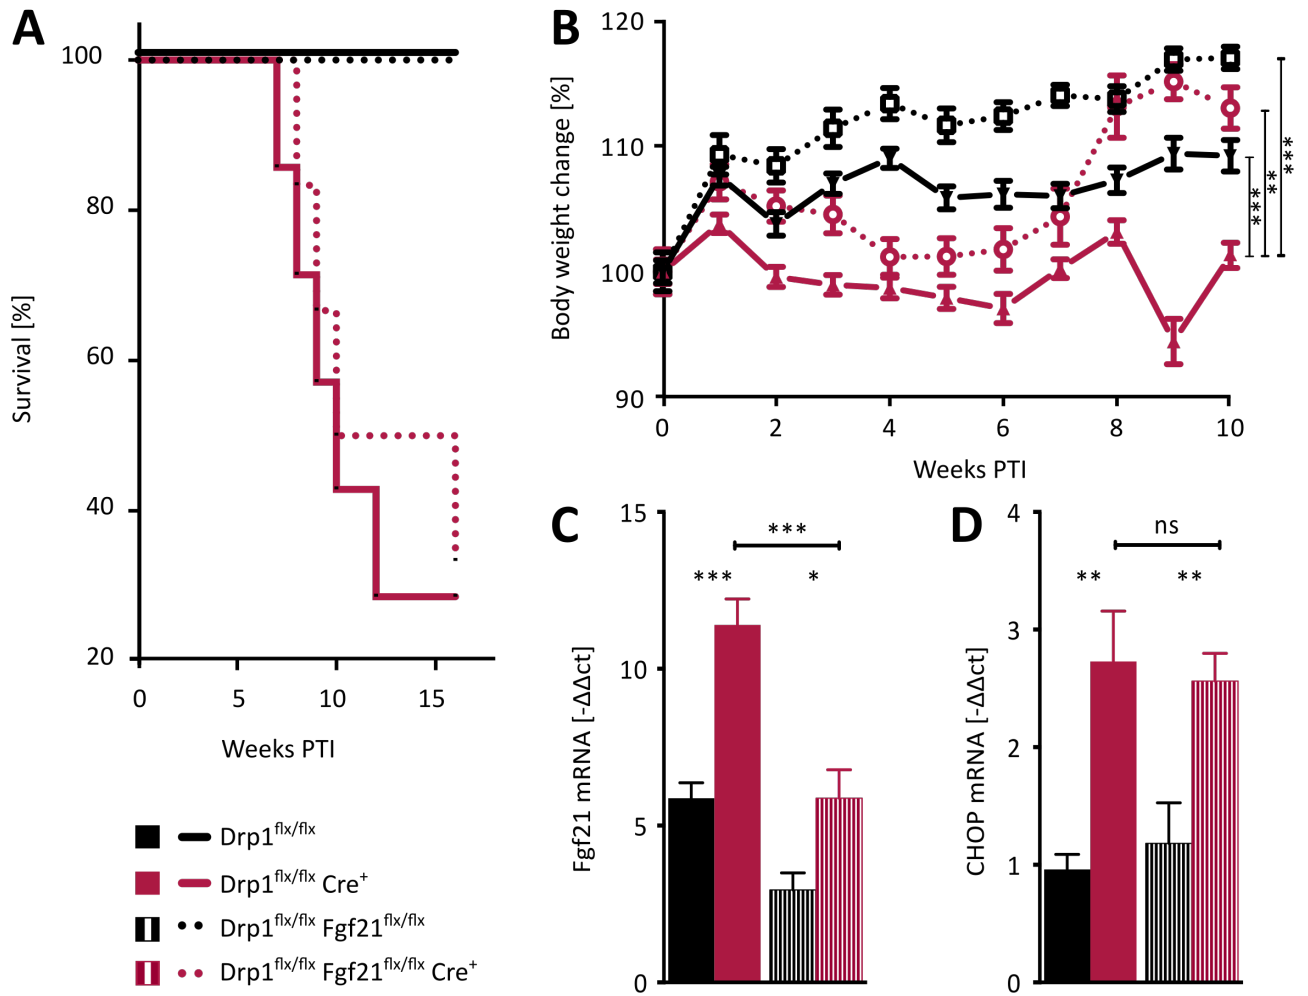 A
100
80
60
40
20
0
5
10
15
Survival [%]
Weeks PTI
Drp1flx/flx
Drp1flx/flx Cre+
Drp1flx/flx Fgf21flx/flx
Drp1flx/flx Fgf21flx/flx Cre+
B
120
110
100
90
0
2
4
6
8
10
Body weight change [%]
Weeks PTI
***
**
***
C
15
10
5
0
Fgf21 mRNA [-ΔΔct]
***
***
*
D
4
3
2
1
0
CHOP mRNA [-ΔΔct]
ns
**
**